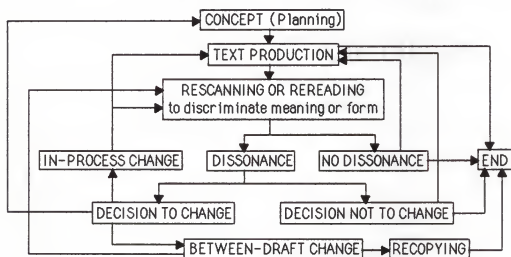 CONCEPT (Planning)
TEXT PRODUCTION
RESCANNING OR REREADING
to discriminate meaning or form
IN-PROCESS CHANGE
DISSONANCE
NO DISSONANCE
END
DECISION TO CHANGE
DECISION NOT TO CHANGE
BETWEEN-DRAFT CHANGE
RECOPYING